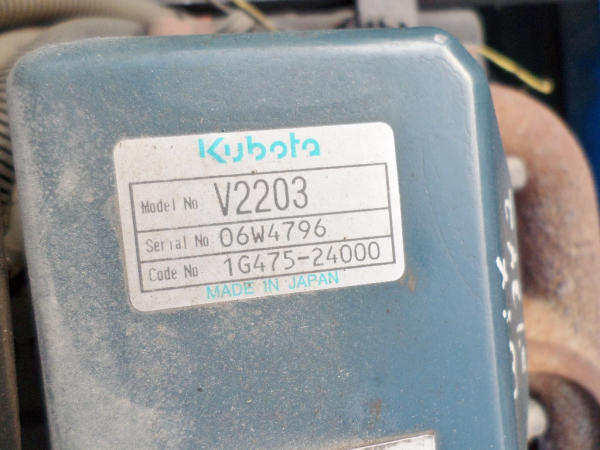 Kubota
Model No V2203
Serial No 06W4796
Code No 1G475-24000
MADE IN JAPAN